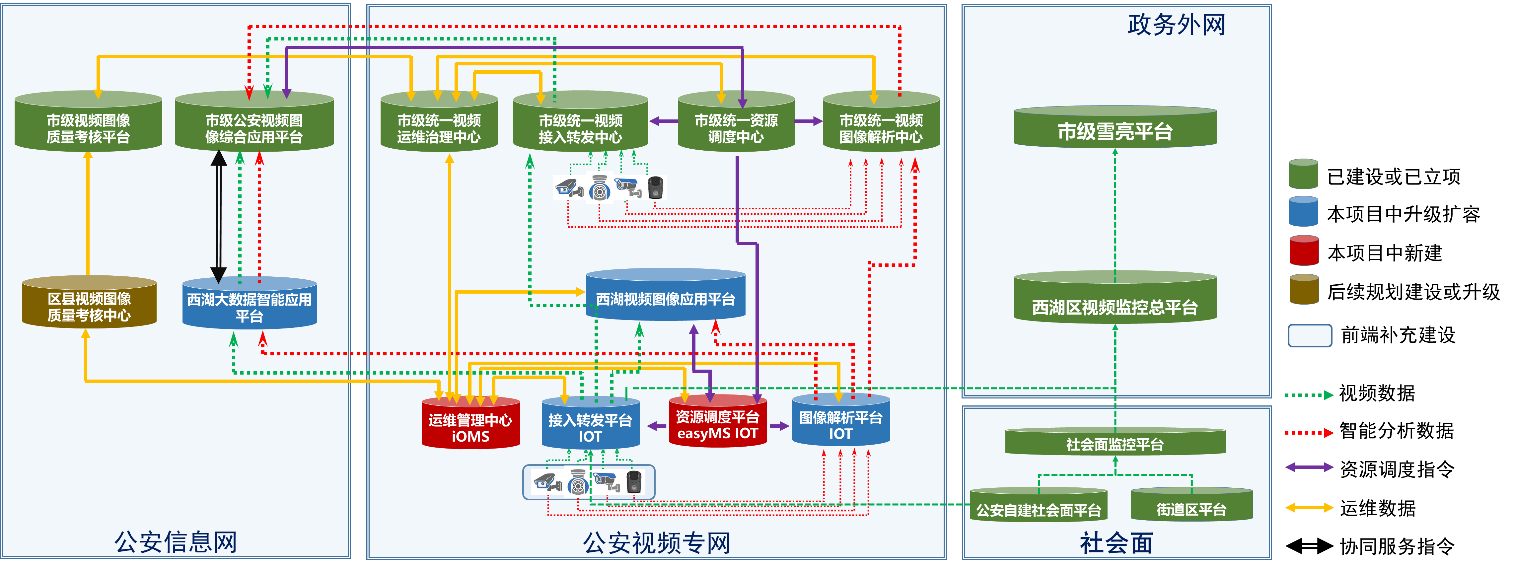 政务外网
市级视频图像
质量考核平台
市级公安视频图
像综合应用平台
市级统一视频
运维治理中心
市级统一视频
接入转发中心
市级统一资源
调度中心
市级统一视频
图像解析中心
市级雪亮平台
区县视频图像
质量考核中心
西湖大数据智能应用
平台
西湖视频图像应用平台
西湖区视频监控总平台
运维管理中心
iOMS
接入转发平台
IOT
资源调度平台
easyMS IOT
图像解析平台
IOT
社会面监控平台
公安自建社会面平台
街道区平台
公安信息网
公安视频专网
社会面
已建设或已立项
本项目中升级扩容
本项目中新建
后续规划建设或升级
前端补充建设
视频数据
智能分析数据
资源调度指令
运维数据
协同服务指令